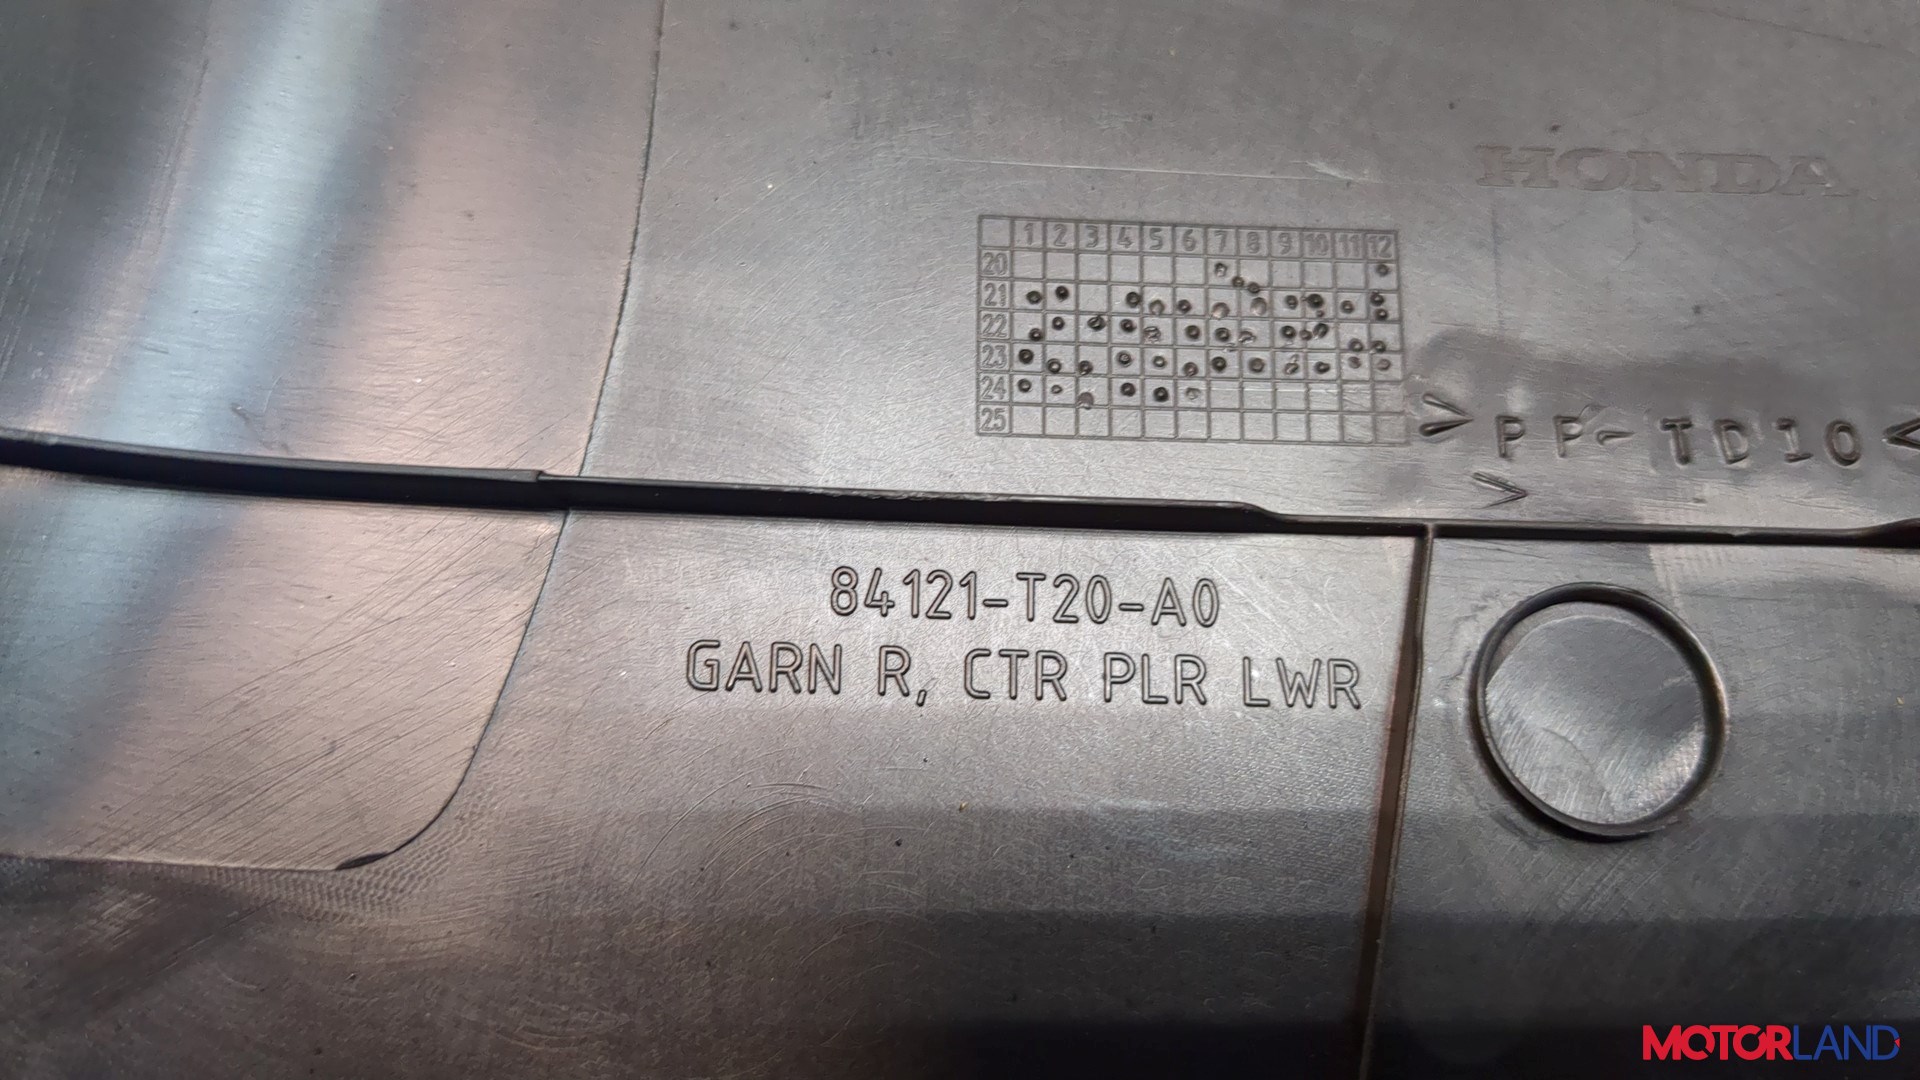 HONDA
1 2 3 4 5 6 7 8 9 10 11 12
20
21
22
23
24
25
>PP-TD10<
>
84121-T20-A0
GARN R, CTR PLR LWR
MOTORLAND